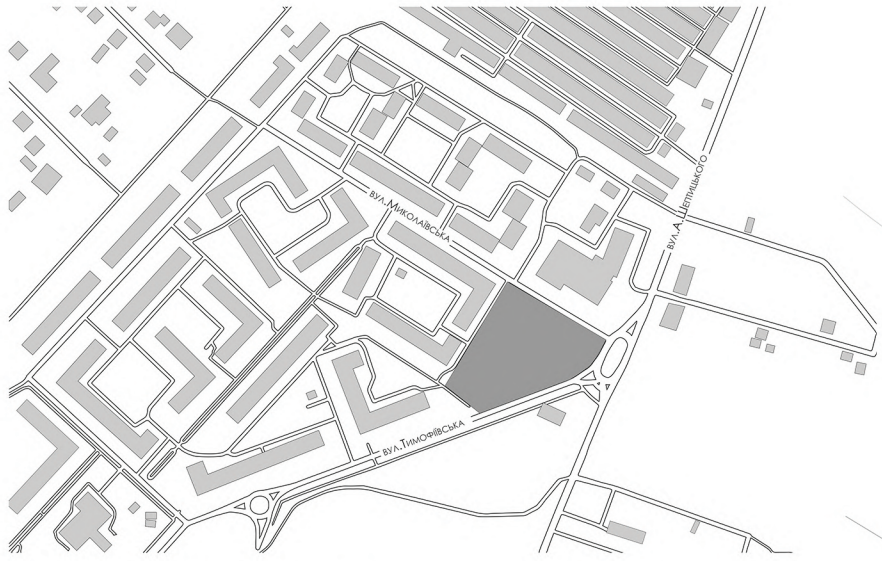 вул.Миколаївська
вул.А.Шептицького
вул.Тимофіївська